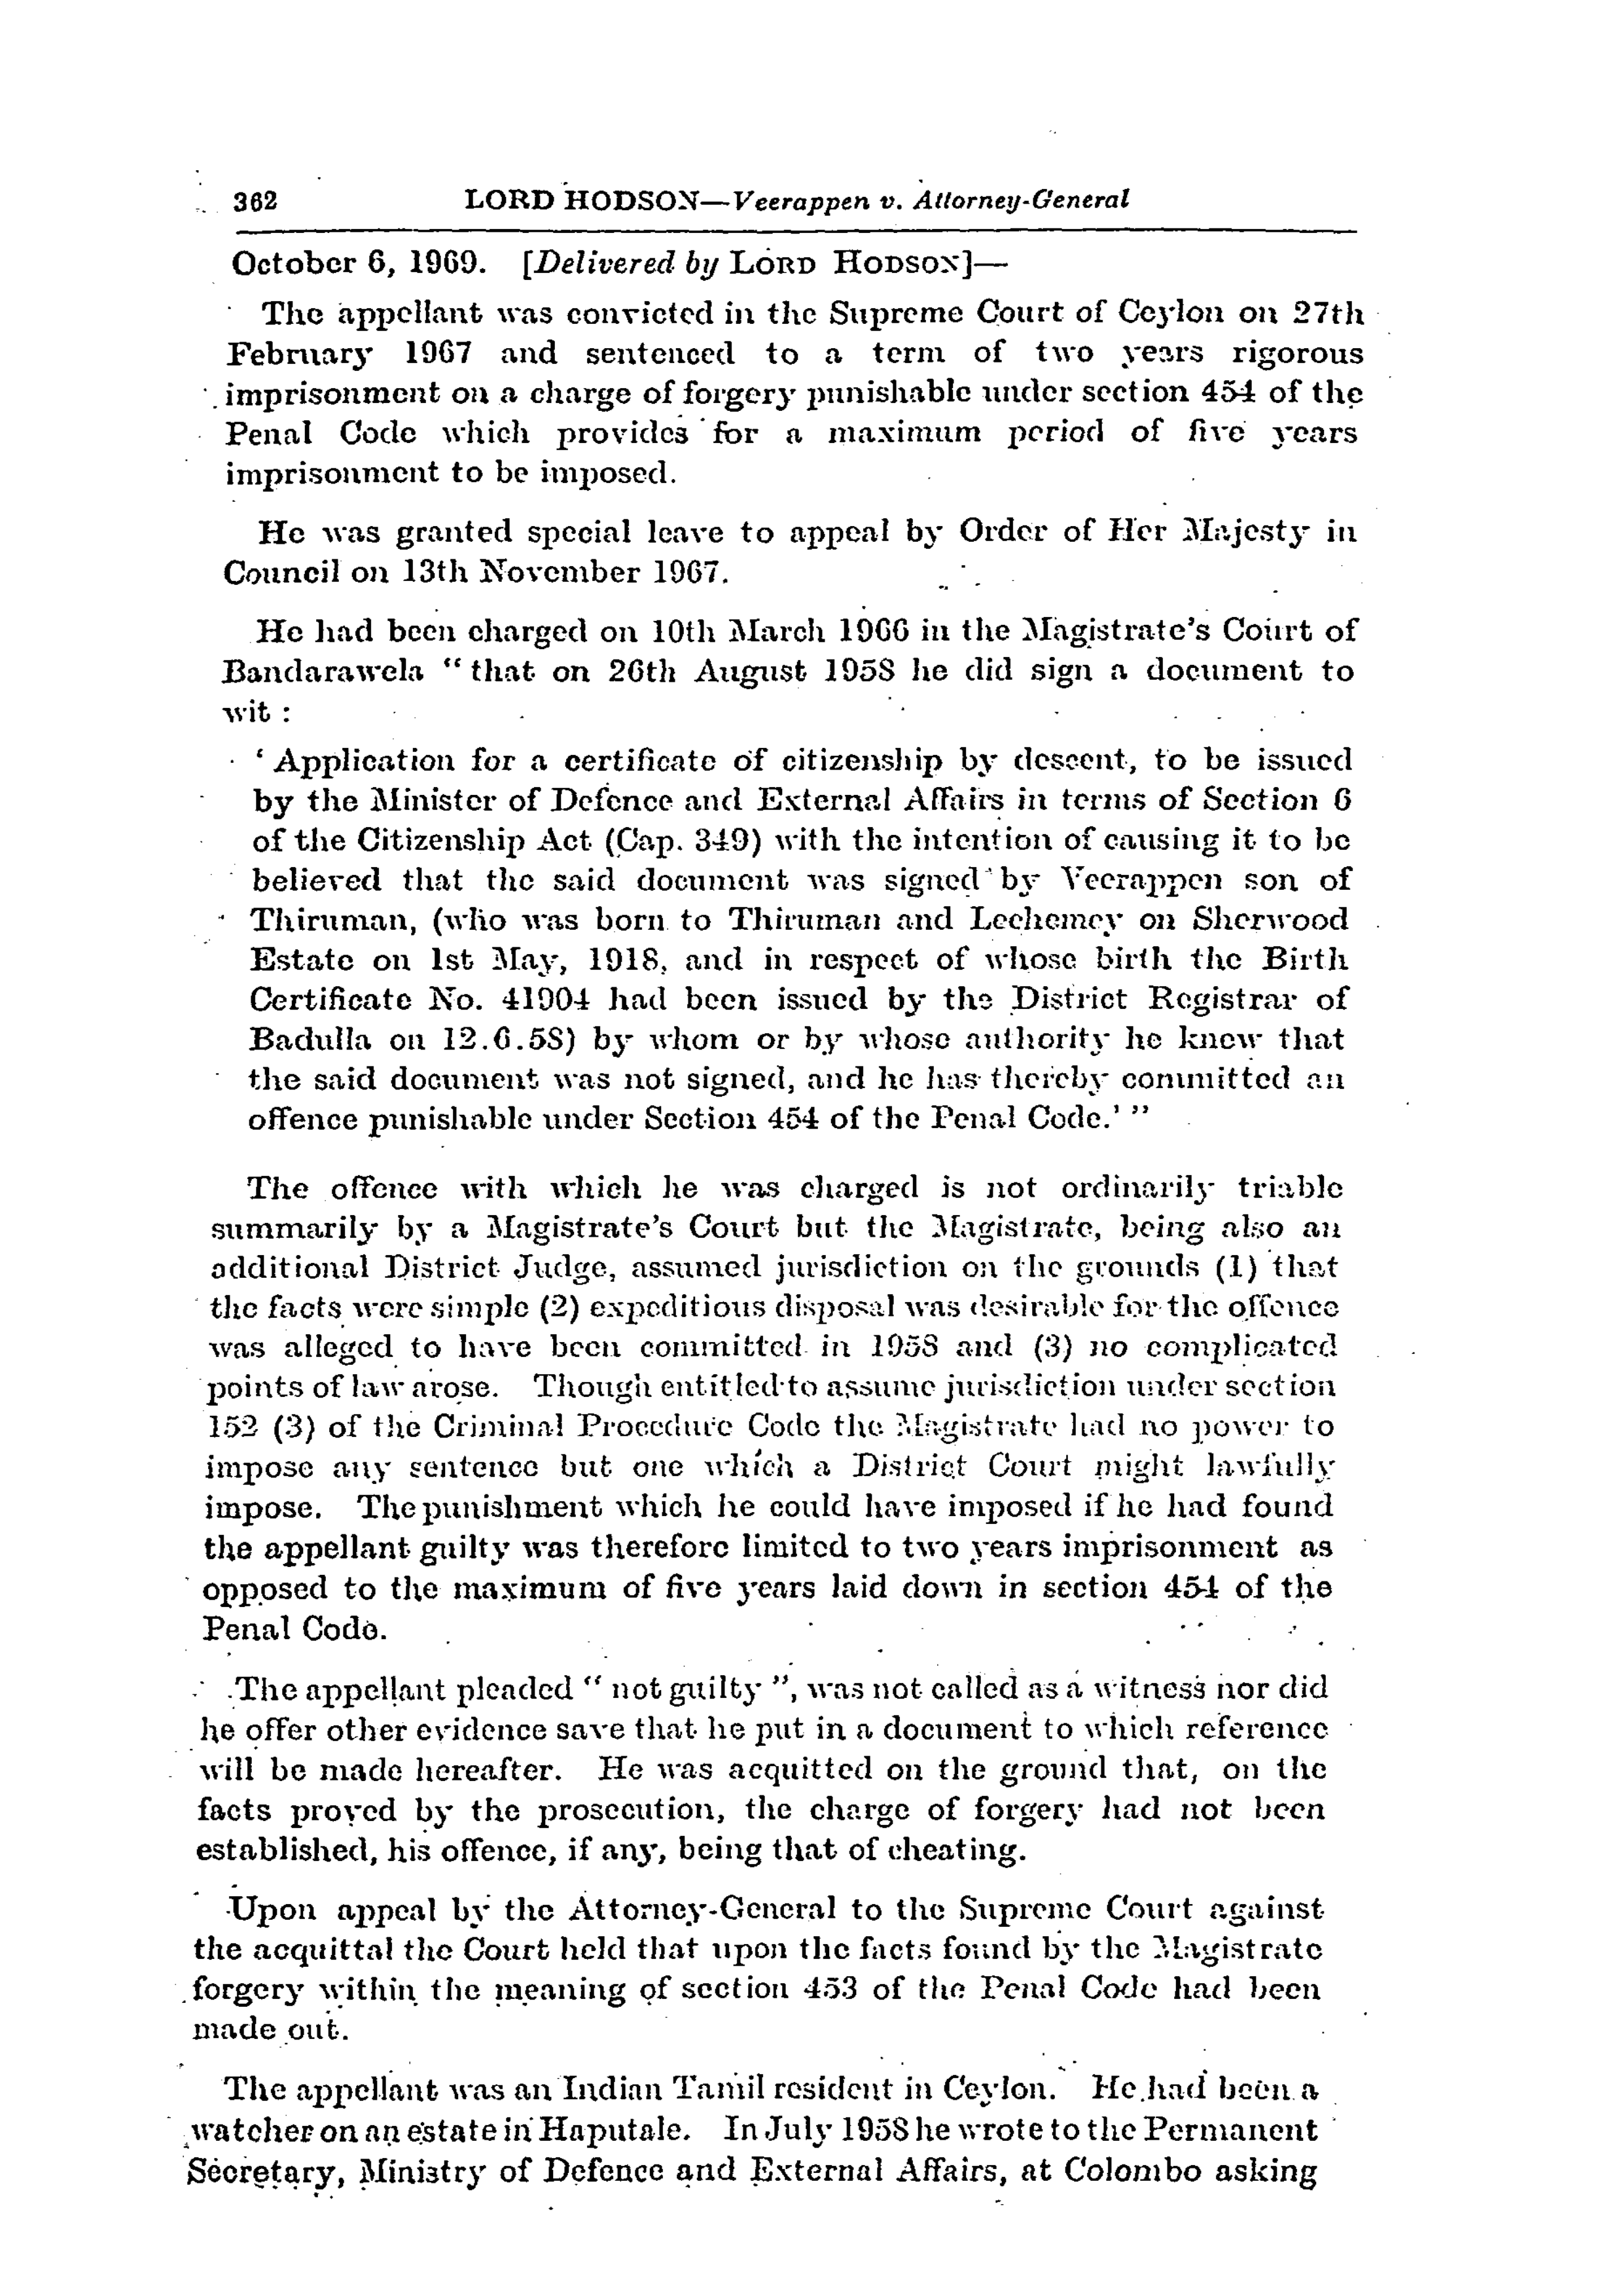 362 LORD HODSON—Veerappen v. Attorney-General
October 6, 1969. [Delivered by LORD HODSON]—
The appellant was convicted in the Supreme Court of Ceylon on 27th
February 1967 and sentenced to a term of two years rigorous
imprisonment on a charge of forgery punishable under section 454 of the
Penal Code which provides for a maximum period of five years
imprisonment to be imposed.
He was granted special leave to appeal by Order of Her Majesty in
Council on 13th November 1967.
He had been charged on 10th March 1966 in the Magistrate's Court of
Bandarawela " that on 26th August 1958 he did sign a document to
wit :
' Application for a certificate of citizenship by descent, to be issued
by the Minister of Defence and External Affairs in terms of Section 6
of the Citizenship Act (Cap. 349) with the intention of causing it to be
believed that the said document was signed by Veerappen son of
Thiruman, (who was born to Thiruman and Lechemey on Sherwood
Estate on 1st May, 1918, and in respect of whose birth the Birth
Certificate No. 41904 had been issued by the District Registrar of
Badulla on 12.6.58) by whom or by whose authority he knew that
the said document was not signed, and he has thereby committed an
offence punishable under Section 454 of the Penal Code.' "
The offence with which he was charged is not ordinarily triable
summarily by a Magistrate's Court but the Magistrate, being also an
additional District Judge, assumed jurisdiction on the grounds (1) that
the facts were simple (2) expeditious disposal was desirable for the offence
was alleged to have been committed in 1958 and (3) no complicated
points of law arose. Though entitled to assume jurisdiction under section
152 (3) of the Criminal Procedure Code the Magistrate had no power to
impose any sentence but one which a District Court might lawfully
impose. The punishment which he could have imposed if he had found
the appellant guilty was therefore limited to two years imprisonment as
opposed to the maximum of five years laid down in section 454 of the
Penal Code.
The appellant pleaded " not guilty ", was not called as a witness nor did
he offer other evidence save that he put in a document to which reference
will be made hereafter. He was acquitted on the ground that, on the
facts proved by the prosecution, the charge of forgery had not been
established, his offence, if any, being that of cheating.
Upon appeal by the Attorney-General to the Supreme Court against
the acquittal the Court held that upon the facts found by the Magistrate
forgery within the meaning of section 453 of the Penal Code had been
made out.
The appellant was an Indian Tamil resident in Ceylon. He had been a
watcher on an estate in Haputale. In July 1958 he wrote to the Permanent
Secretary, Ministry of Defence and External Affairs, at Colombo asking